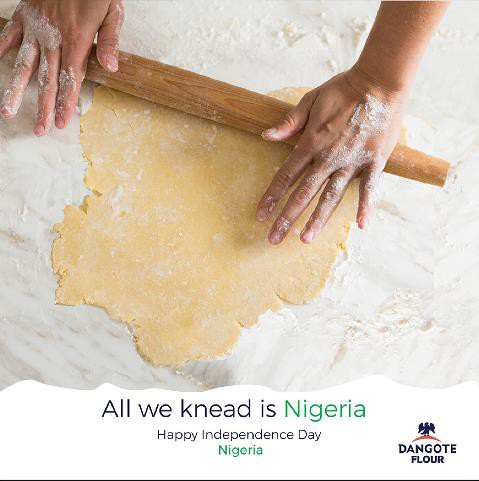 All we knead is Nigeria
Happy Independence Day
Nigeria
DANGOTE
FLOUR